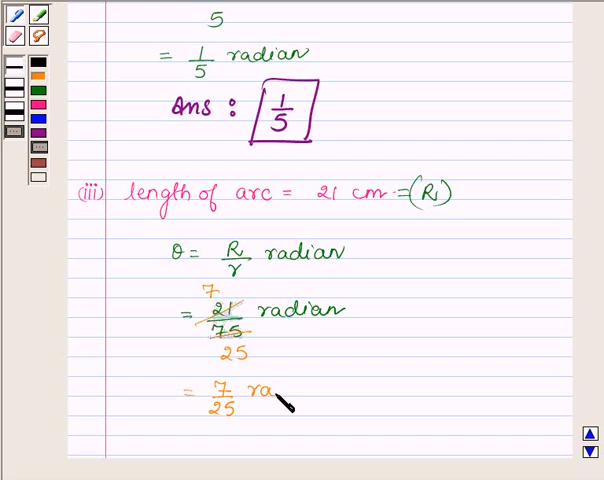 5
= 1/5 radian
Ans : 1/5
(iii) length of arc = 21 cm = (R)
θ = R/r radian
7
= 21/75 radian
25
= 7/25 ra